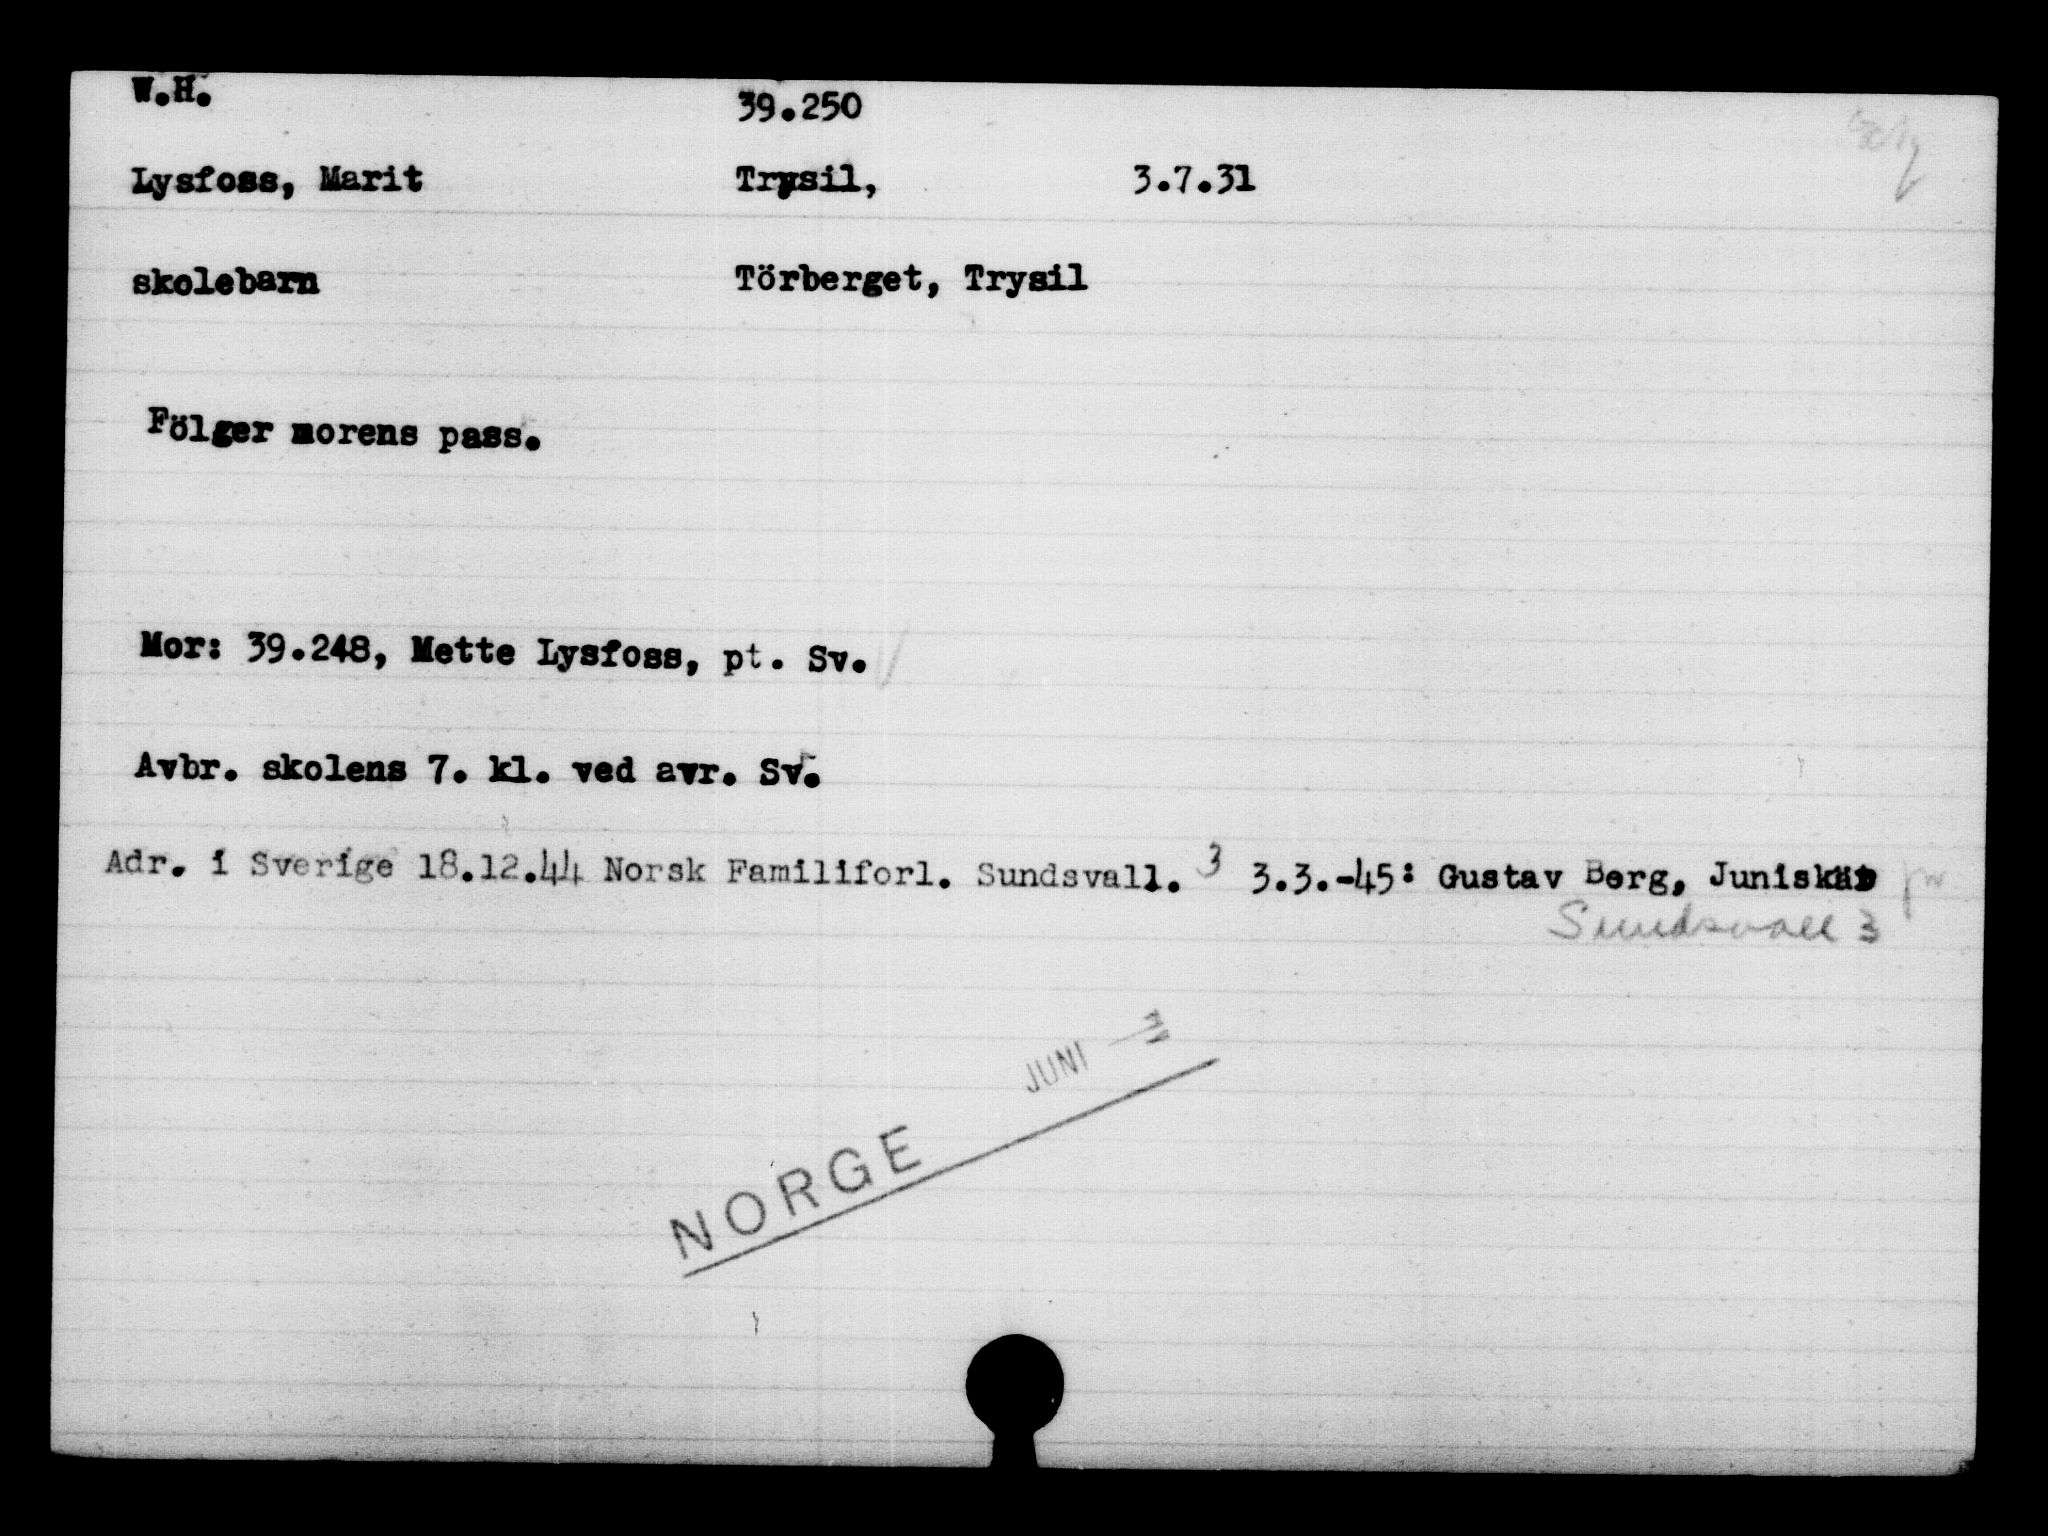 W.H.
39.250
Lysfoss, Marit Trysil, 3.7.31
skolebarn Törberget, Trysil
Fölger morens pass.
Mor: 39.248, Mette Lysfoss, pt. Sv.
Avbr. skolens 7. kl. ved avr. Sv.
Adr. i Sverige 18.12.44 Norsk Familiforl. Sundsvall. 3 3.3.-45: Gustav Berg, Juniskär
Sundsvall 3
JUNI
NORGE